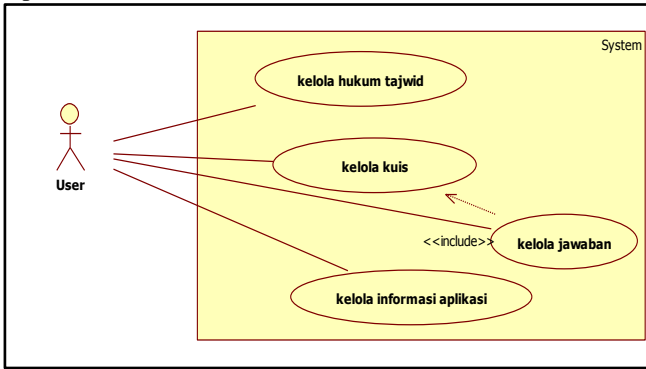 System
kelola hukum tajwid
kelola kuis
User
<<include>>
kelola jawaban
kelola informasi aplikasi